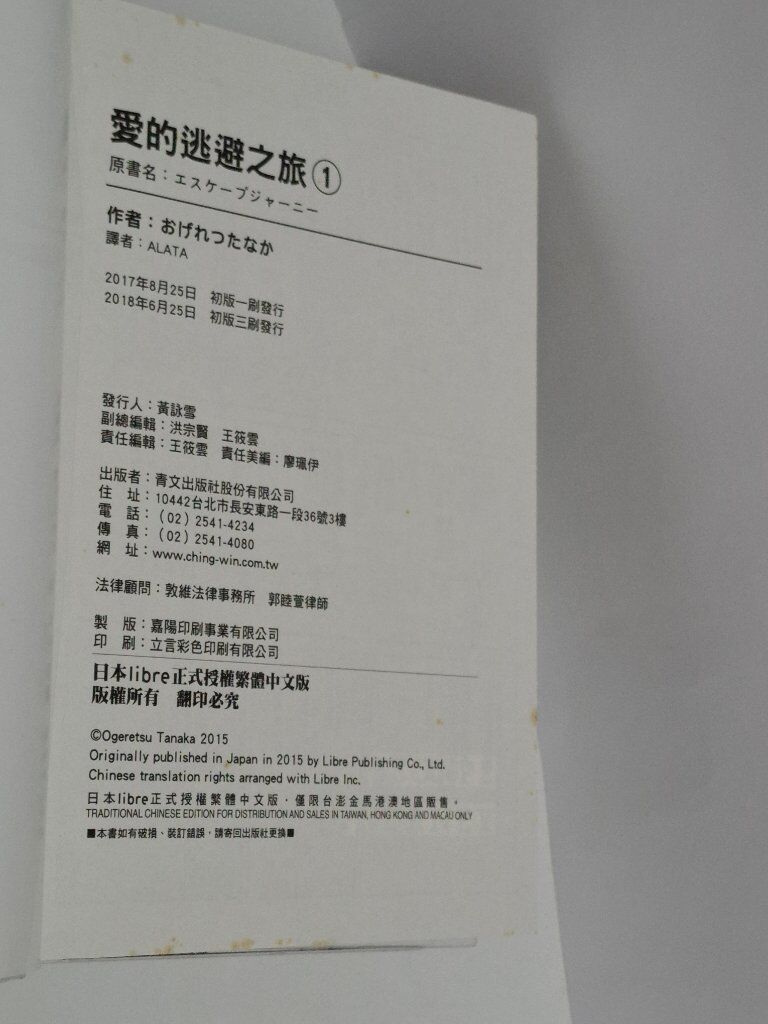 愛的逃避之旅①
原書名：エスケープジャーニー
作者：おげれつたなか
譯者：ALATA
2017年8月25日　初版一刷發行
2018年6月25日　初版三刷發行
發行人：黃詠雪
副總編輯：洪宗賢　王筱雲
責任編輯：王筱雲　責任美編：廖珮伊
出版者：青文出版社股份有限公司
住　址：10442台北市長安東路一段36號3樓
電　話：（02）2541-4234
傳　真：（02）2541-4080
網　址：www.ching-win.com.tw
法律顧問：敦維法律事務所　郭睦萱律師
製　版：嘉陽印刷事業有限公司
印　刷：立言彩色印刷有限公司
日本libre正式授權繁體中文版
版權所有　翻印必究
©Ogeretsu Tanaka 2015
Originally published in Japan in 2015 by Libre Publishing Co., Ltd.
Chinese translation rights arranged with Libre Inc.
日本libre正式授權繁體中文版，僅限台澎金馬港澳地區販售。
TRADITIONAL CHINESE EDITION FOR DISTRIBUTION AND SALES IN TAIWAN, HONG KONG AND MACAU ONLY
■本書如有破損、裝訂錯誤，請寄回出版社更換■